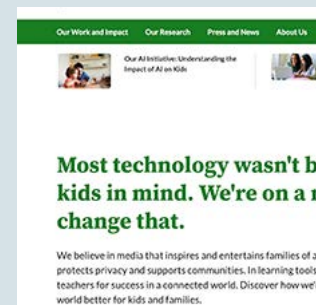 Our Work and Impact Our Research Press and News About Us
Our AI Initiative: Understanding the
Impact of AI on Kids
Most technology wasn't b
kids in mind. We're on a
change that.
We believe in media that inspires and entertains families of a
protects privacy and supports communities. In learning tools
teachers for success in a connected world. Discover how we'
world better for kids and families.